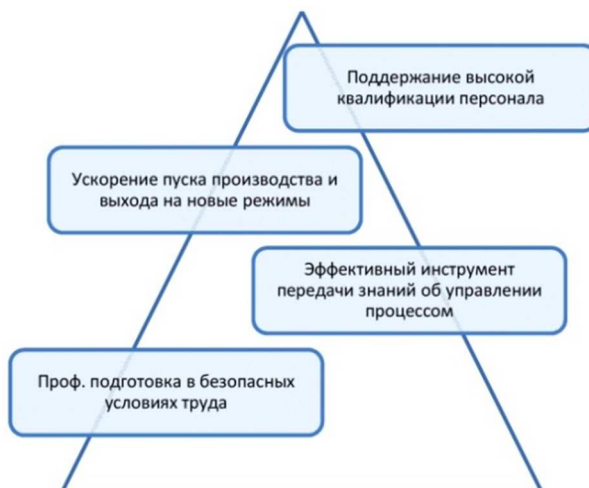 Поддержание высокой
квалификации персонала
Ускорение пуска производства и
выхода на новые режимы
Эффективный инструмент
передачи знаний об управлении
процессом
Проф. подготовка в безопасных
условиях труда